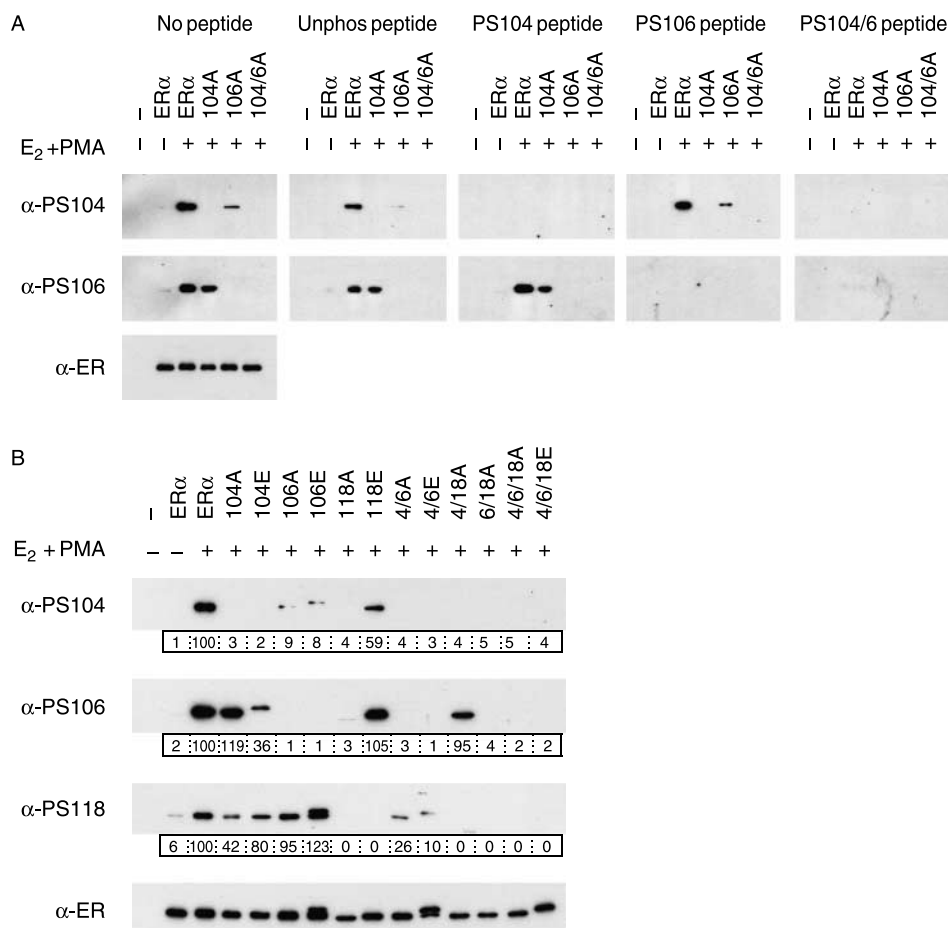 A
No peptide Unphos peptide PS104 peptide PS106 peptide PS104/6 peptide
– ERα ERα 104A 106A 104/6A – ERα ERα 104A 106A 104/6A – ERα ERα 104A 106A 104/6A – ERα ERα 104A 106A 104/6A – ERα ERα 104A 106A 104/6A
E2 +PMA – – + + + + – – + + + + – – + + + + – – + + + + – – + + + +
α-PS104
α-PS106
α-ER
B
– ERα ERα 104A 104E 106A 106E 118A 118E 4/6A 4/6E 4/18A 6/18A 4/6/18A 4/6/18E
E2 + PMA – – + + + + + + + + + + + + +
α-PS104
1 100 3 2 9 8 4 59 4 3 4 5 5 4
α-PS106
2 100 119 36 1 1 3 105 3 1 95 4 2 2
α-PS118
6 100 42 80 95 123 0 0 26 10 0 0 0 0
α-ER